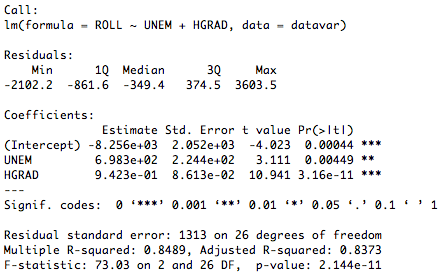 Call:
lm(formula = ROLL ~ UNEM + HGRAD, data = datavar)
Residuals:
Min 1Q Median 3Q Max
-2102.2 -861.6 -349.4 374.5 3603.5
Coefficients:
Estimate Std. Error t value Pr(>|t|)
(Intercept) -8.256e+03 2.052e+03 -4.023 0.00044 ***
UNEM 6.983e+02 2.244e+02 3.111 0.00449 **
HGRAD 9.423e-01 8.613e-02 10.941 3.16e-11 ***
---
Signif. codes: 0 ‘***’ 0.001 ‘**’ 0.01 ‘*’ 0.05 ‘.’ 0.1 ‘ ’ 1
Residual standard error: 1313 on 26 degrees of freedom
Multiple R-squared: 0.8489, Adjusted R-squared: 0.8373
F-statistic: 73.03 on 2 and 26 DF, p-value: 2.144e-11